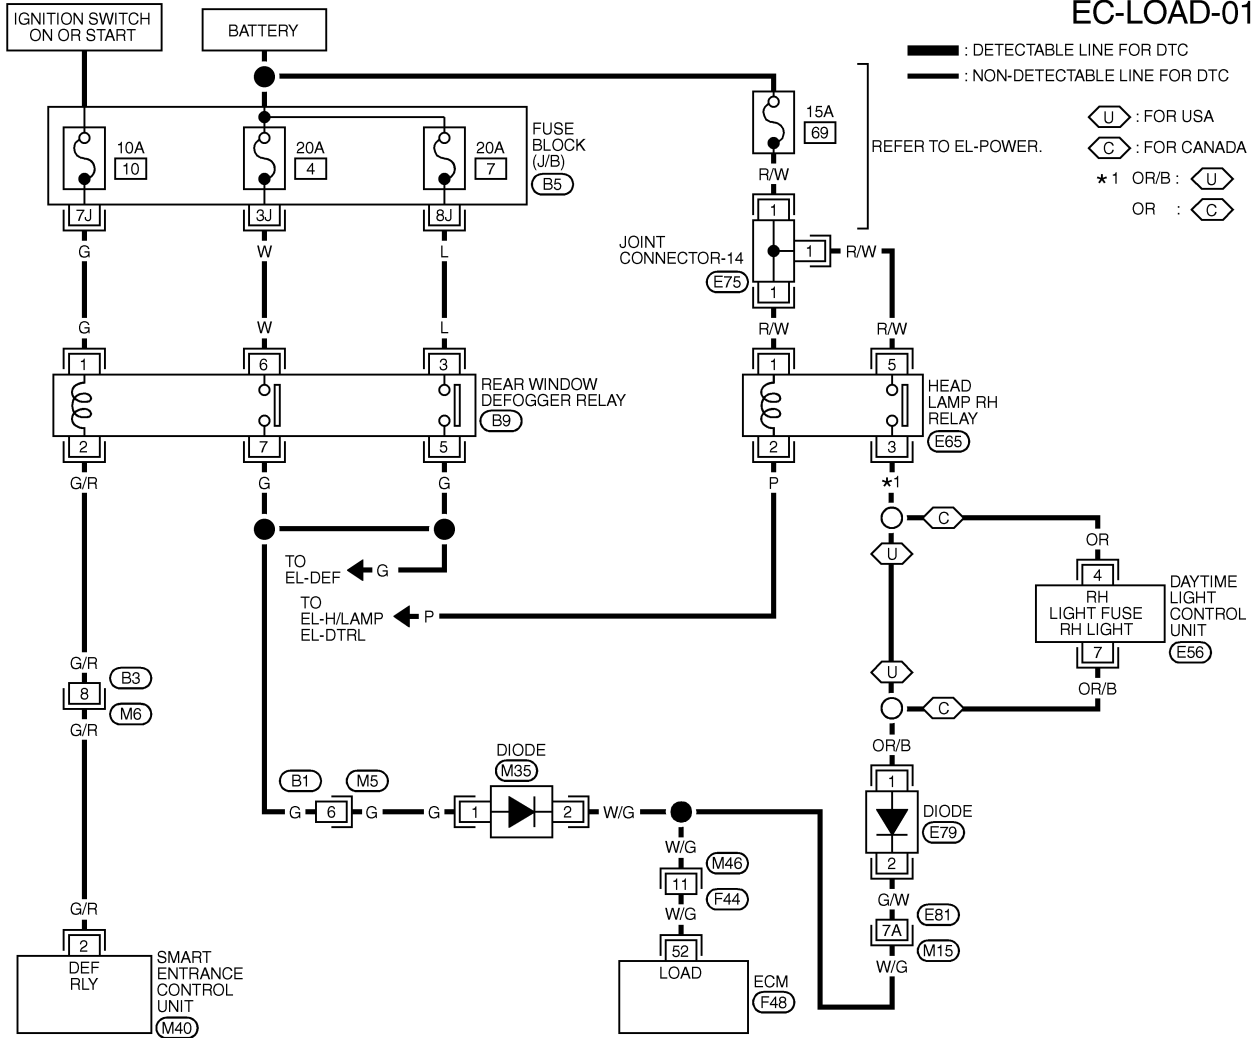 EC-LOAD-01
IGNITION SWITCH
ON OR START
BATTERY
: DETECTABLE LINE FOR DTC
: NON-DETECTABLE LINE FOR DTC
U : FOR USA
C : FOR CANADA
*1 OR/B : U
OR : C
10A
10
20A
4
20A
7
FUSE
BLOCK
(J/B)
B5
15A
69
REFER TO EL-POWER.
7J
3J
8J
R/W
1
JOINT
CONNECTOR-14
E75
1
R/W
1
G
W
L
G
W
L
R/W
R/W
1
6
3
REAR WINDOW
DEFOGGER RELAY
B9
2
7
5
1
5
HEAD
LAMP RH
RELAY
E65
2
3
G/R
G
G
P
*1
C
U
OR
4
RH
LIGHT FUSE
RH LIGHT
7
DAYTIME
LIGHT
CONTROL
UNIT
E56
OR/B
U
C
TO
EL-DEF
G
TO
EL-H/LAMP
EL-DTRL
P
G/R
8
B3
M6
G/R
OR/B
1
DIODE
E79
2
G/W
7A
E81
M15
W/G
B1
M5
G
6
G
G
DIODE
M35
1
2
W/G
W/G
11
M46
F44
W/G
52
LOAD
ECM
F48
G/R
2
DEF
RLY
SMART
ENTRANCE
CONTROL
UNIT
M40